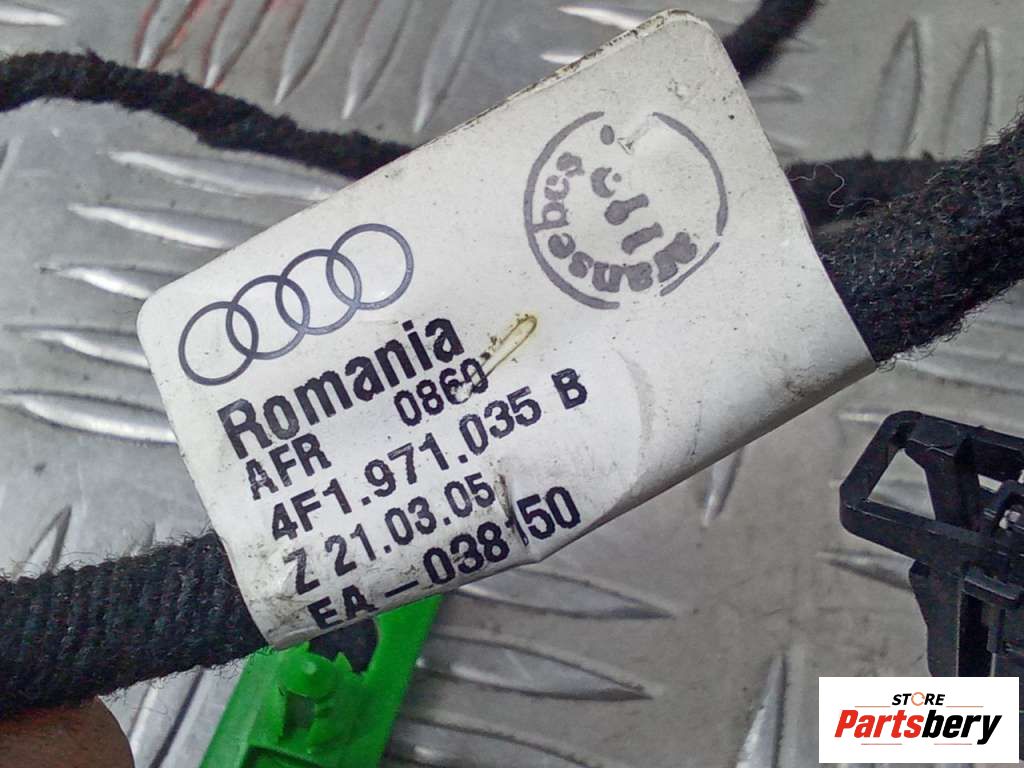 Romania
0860
AFR
4F1.971.035 B
Z 21.03.05
EA-038150
STORE
Partsbery